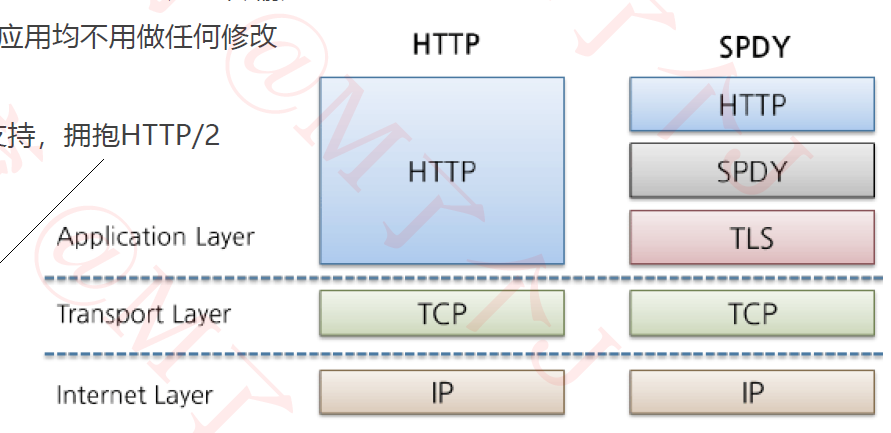 应用均不用做任何修改
HTTP
SPDY
HTTP
支持，拥抱HTTP/2
HTTP
SPDY
Application Layer
TLS
Transport Layer
TCP
TCP
Internet Layer
IP
IP